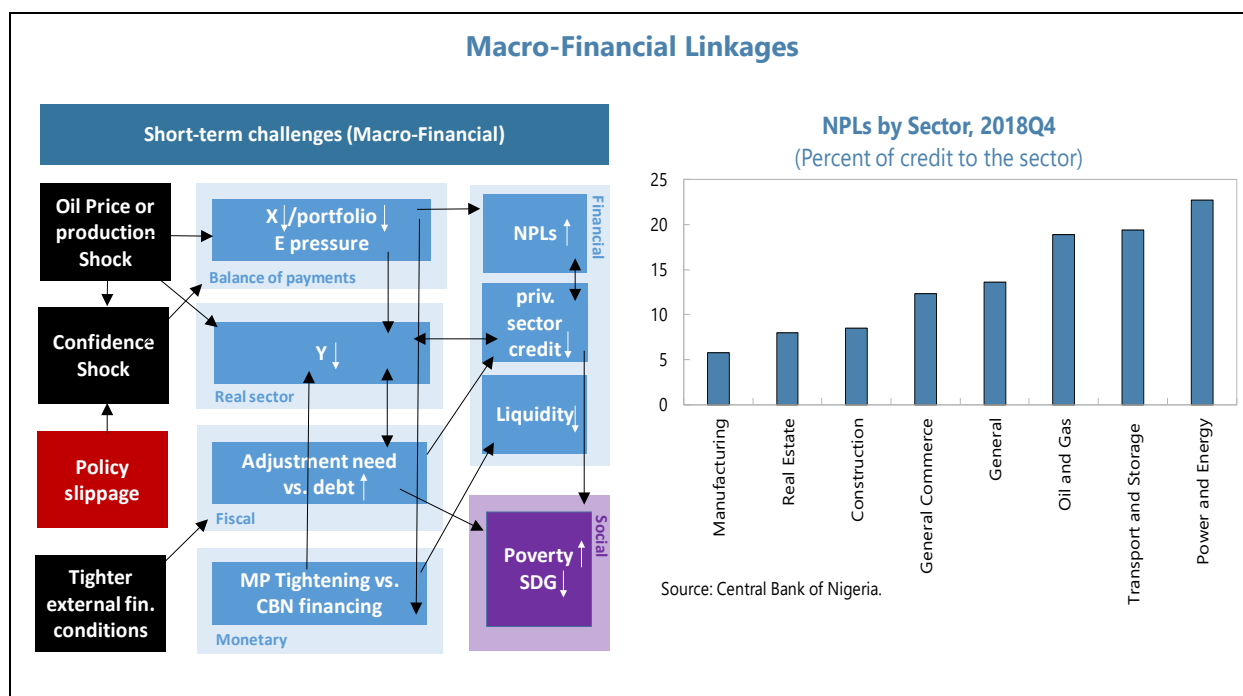 Macro-Financial Linkages
Short-term challenges (Macro-Financial)
Oil Price or
production
Shock
Confidence
Shock
Policy
slippage
Tighter
external fin.
conditions
X↓/portfolio↓
E pressure
Balance of payments
Y↓
Real sector
Adjustment need
vs. debt↑
Fiscal
MP Tightening vs.
CBN financing
Monetary
NPLs↑
priv.
sector
credit↓
Liquidity↓
Financial
Poverty↑
SDG↓
Social
NPLs by Sector, 2018Q4
(Percent of credit to the sector)
25
20
15
10
5
0
Manufacturing
Real Estate
Construction
General Commerce
General
Oil and Gas
Transport and Storage
Power and Energy
Source: Central Bank of Nigeria.